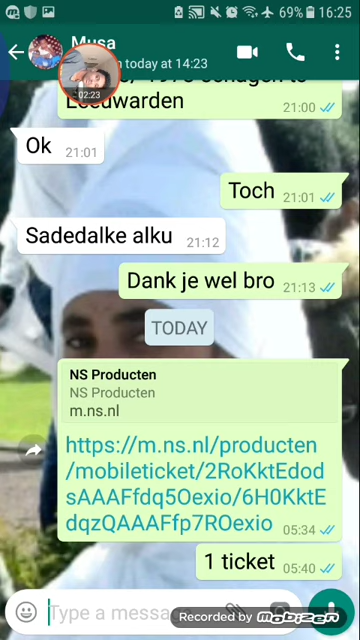 69% 16:25
Musa
today at 14:23
02:23
Leeuwarden 21:00
Ok 21:01
Toch 21:01
Sadedalke alku 21:12
Dank je wel bro 21:13
TODAY
NS Producten
NS Producten
m.ns.nl
https://m.ns.nl/producten
/mobileticket/2RoKktEdod
sAAAFfdq5Oexio/6H0KktE
dqzQAAAFfp7ROexio 05:34
1 ticket 05:40
Type a messa
Recorded by Mobizen